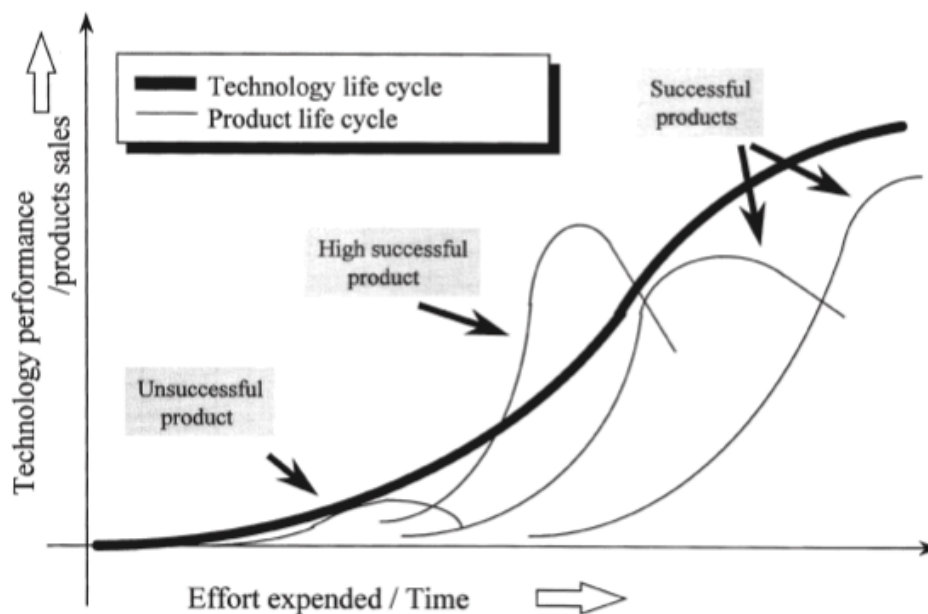 Technology life cycle
Product life cycle
Successful
products
High successful
product
Unsuccessful
product
Technology performance
/products sales
Effort expended / Time